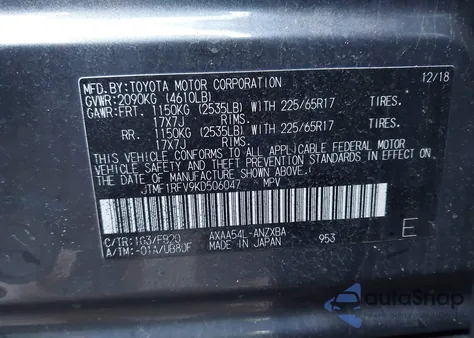 MFD.BY:TOYOTA MOTOR CORPORATION 12/18
GVWR:2090KG (4610LB)
GAWR:FRT. 1150KG (2535LB) WITH 225/65R17 TIRES.
17X7J RIMS.
RR. 1150KG (2535LB) WITH 225/65R17 TIRES.
17X7J RIMS.
THIS VEHICLE CONFORMS TO ALL APPLICABLE FEDERAL MOTOR
VEHICLE SAFETY AND THEFT PREVENTION STANDARDS IN EFFECT ON
THE DATE OF MANUFACTURE SHOWN ABOVE.
JTMF1RFV9KD506047 MPV
C/TR:1G3/FB20 AXAA54L-ANZXBA
A/TM:-01A/UB80F MADE IN JAPAN 953 E
AutoSnap